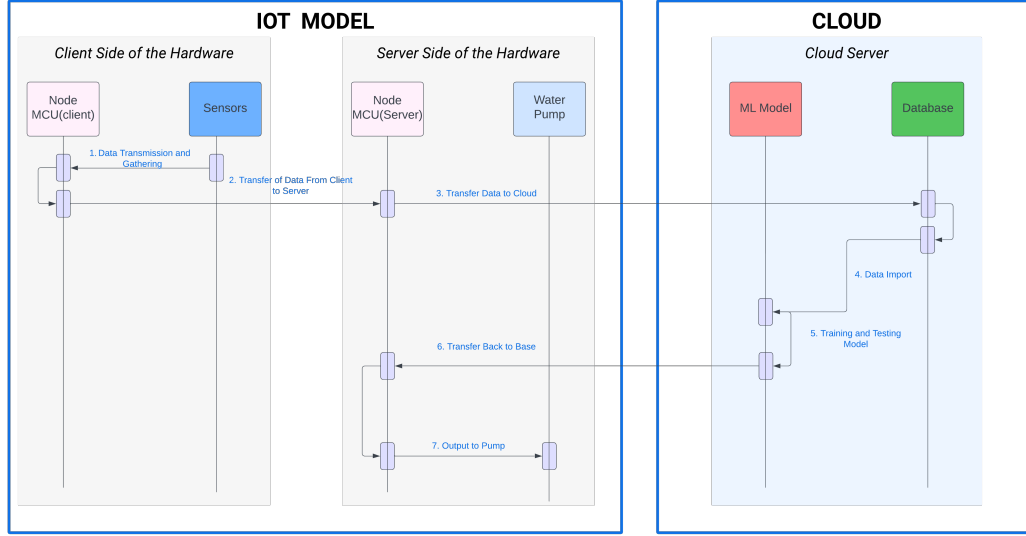 IOT MODEL
CLOUD
Client Side of the Hardware
Server Side of the Hardware
Cloud Server
Node
MCU(client)
Sensors
Node
MCU(Server)
Water
Pump
ML Model
Database
1. Data Transmission and
Gathering
2. Transfer of Data From Client
to Server
3. Transfer Data to Cloud
4. Data Import
5. Training and Testing
Model
6. Transfer Back to Base
7. Output to Pump